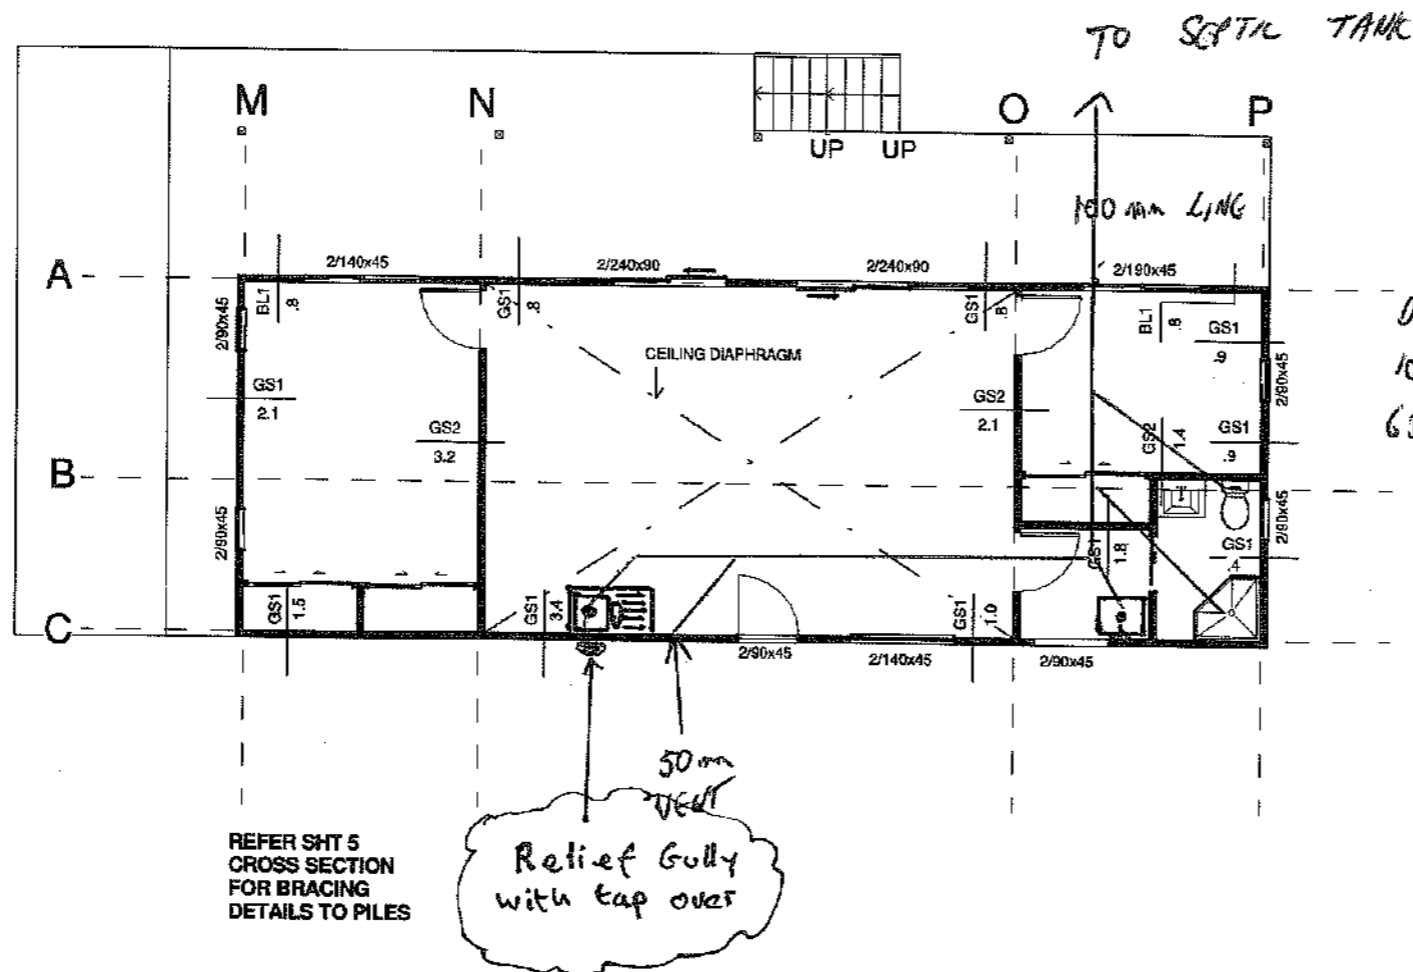 TO SEPTIC TANK
M
N
O
P
UP UP
100 mm LINE
A
2/140x45
2/240x90
2/240x90
2/190x45
2/90x45
BL1
.8
GS1
.8
GS1
.8
BL1
.8
GS1
.9
2/90x45
CEILING DIAPHRAGM
GS1
2.1
GS2
3.2
GS2
2.1
GS2
1.4
GS1
.9
B
2/90x45
2/90x45
GS1
1.8
GS1
.4
C
GS1
1.5
GS1
3.4
GS1
1.0
2/90x45
2/140x45
2/90x45
50 mm
VENT
REFER SHT 5
CROSS SECTION
FOR BRACING
DETAILS TO PILES
Relief Gully
with tap over